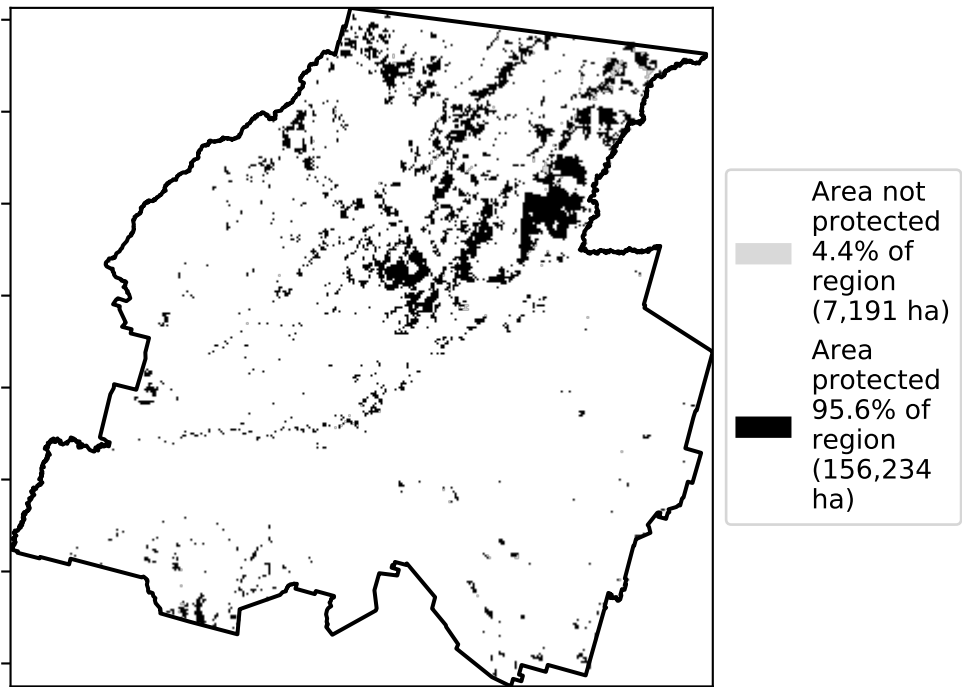 Area not
protected
4.4% of
region
(7,191 ha)
Area
protected
95.6% of
region
(156,234
ha)